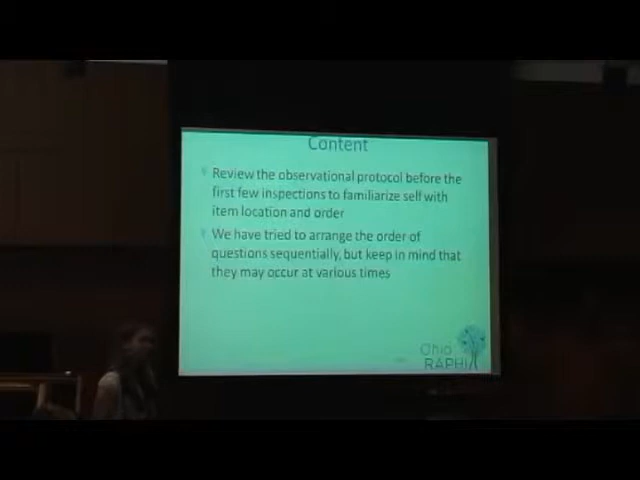 Content
Review the observational protocol before the
first few inspections to familiarize self with
item location and order
We have tried to arrange the order of
questions sequentially, but keep in mind that
they may occur at various times
Ohio
RAPHI